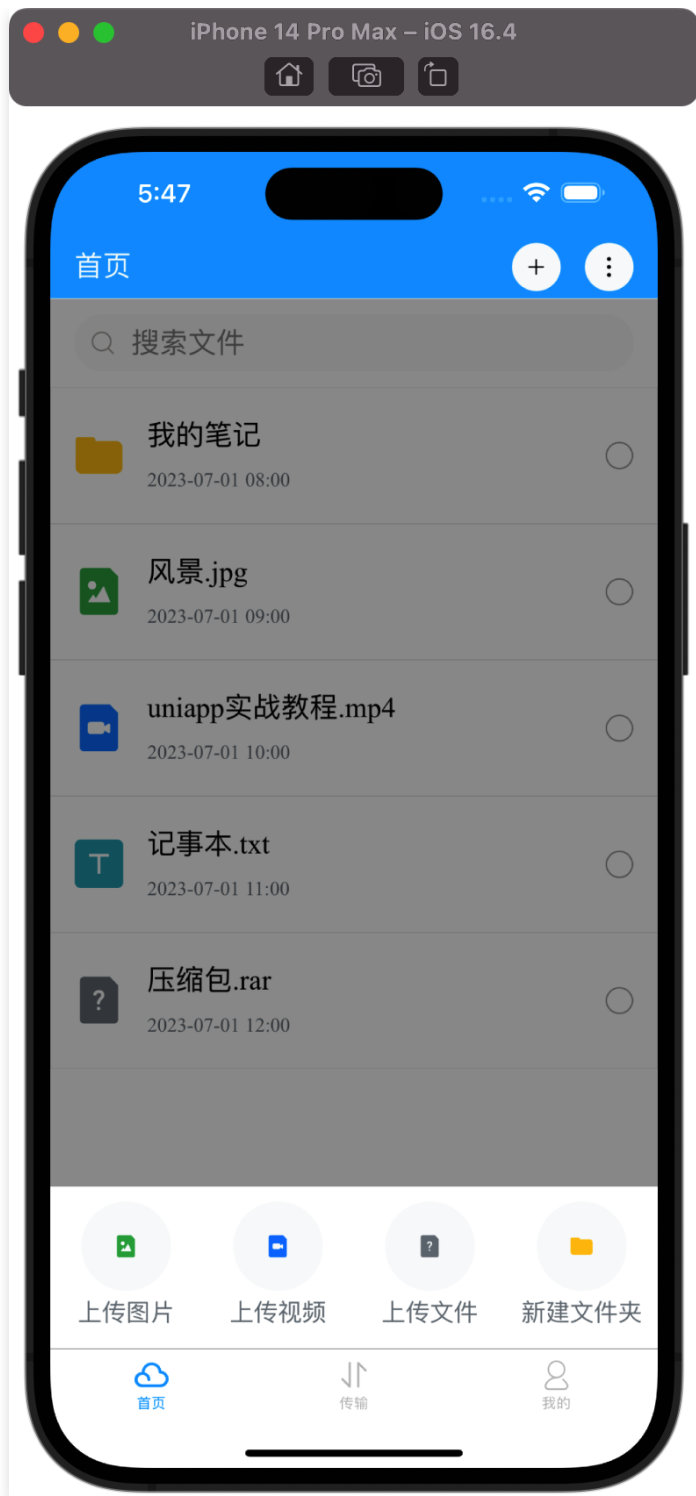 iPhone 14 Pro Max – iOS 16.4
5:47
首页
搜索文件
我的笔记
2023-07-01 08:00
风景.jpg
2023-07-01 09:00
uniapp实战教程.mp4
2023-07-01 10:00
T
记事本.txt
2023-07-01 11:00
?
压缩包.rar
2023-07-01 12:00
?
上传图片 上传视频 上传文件 新建文件夹
首页 传输 我的